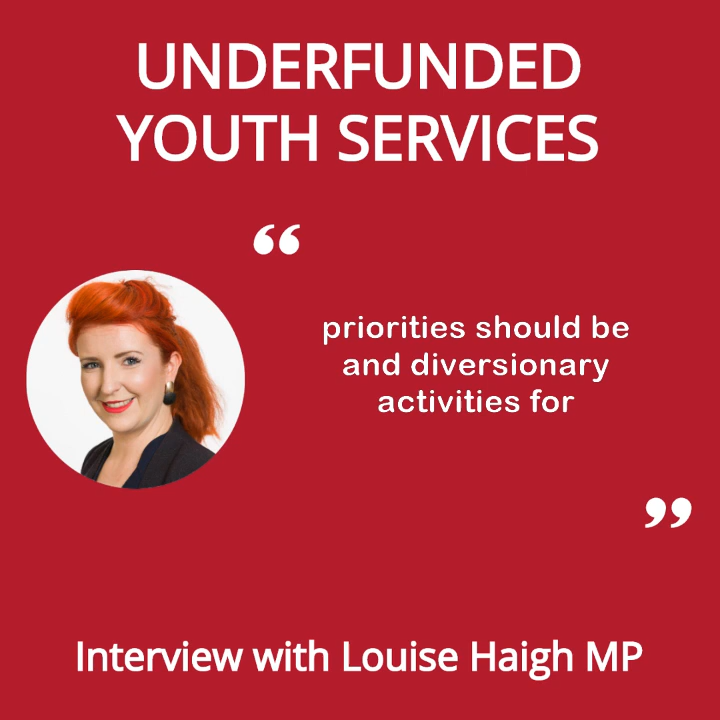 UNDERFUNDED
YOUTH SERVICES
“
priorities should be
and diversionary
activities for
”
Interview with Louise Haigh MP